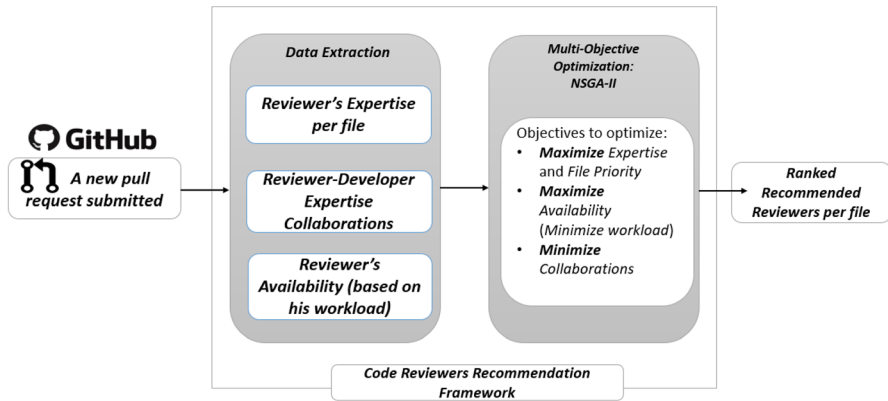 GitHub
A new pull
request submitted
Data Extraction
Reviewer's Expertise
per file
Reviewer-Developer
Expertise
Collaborations
Reviewer's
Availability (based on
his workload)
Multi-Objective
Optimization:
NSGA-II
Objectives to optimize:
• Maximize Expertise
and File Priority
• Maximize
Availability
(Minimize workload)
• Minimize
Collaborations
Ranked
Recommended
Reviewers per file
Code Reviewers Recommendation
Framework